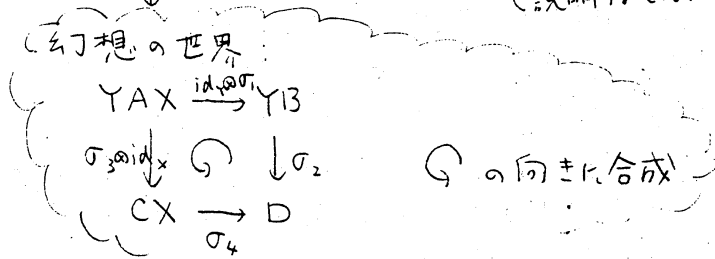 幻想の世界:
YAX id_Y⊗σ_1→ YB
σ_3⊗id_X ↓ ↺ ↓ σ_2
CX →σ_4 D
↺ の向きに合成